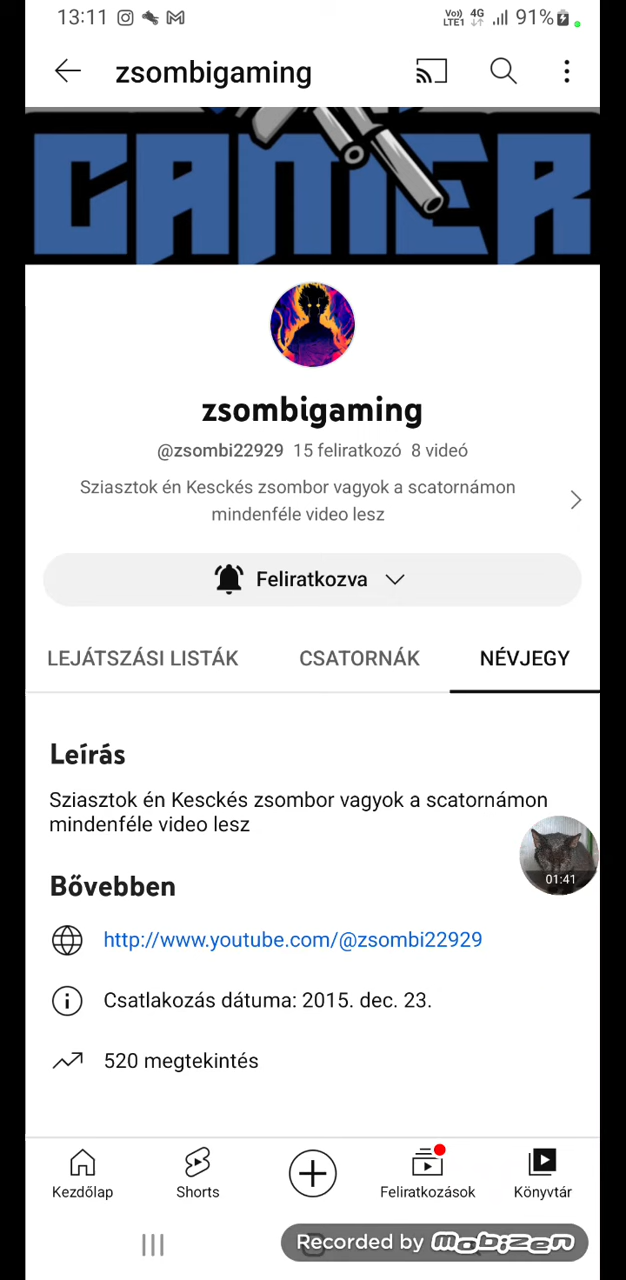 13:11
Vo)) LTE1 4G 91%
zsombigaming
GAMER
zsombigaming
@zsombi22929 15 feliratkozó 8 videó
Sziasztok én Kesckés zsombor vagyok a scatornámon
mindenféle video lesz
Feliratkozva
LEJÁTSZÁSI LISTÁK CSATORNÁK NÉVJEGY
Leírás
Sziasztok én Kesckés zsombor vagyok a scatornámon
mindenféle video lesz
01:41
Bővebben
http://www.youtube.com/@zsombi22929
Csatlakozás dátuma: 2015. dec. 23.
520 megtekintés
Kezdőlap Shorts Feliratkozások Könyvtár
Recorded by mobizen